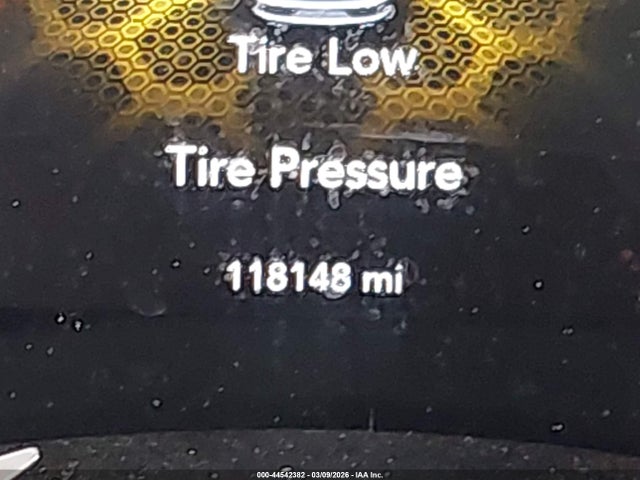 Tire Low
Tire Pressure
118148 mi
000-44542382 - 03/09/2026 - IAA Inc.